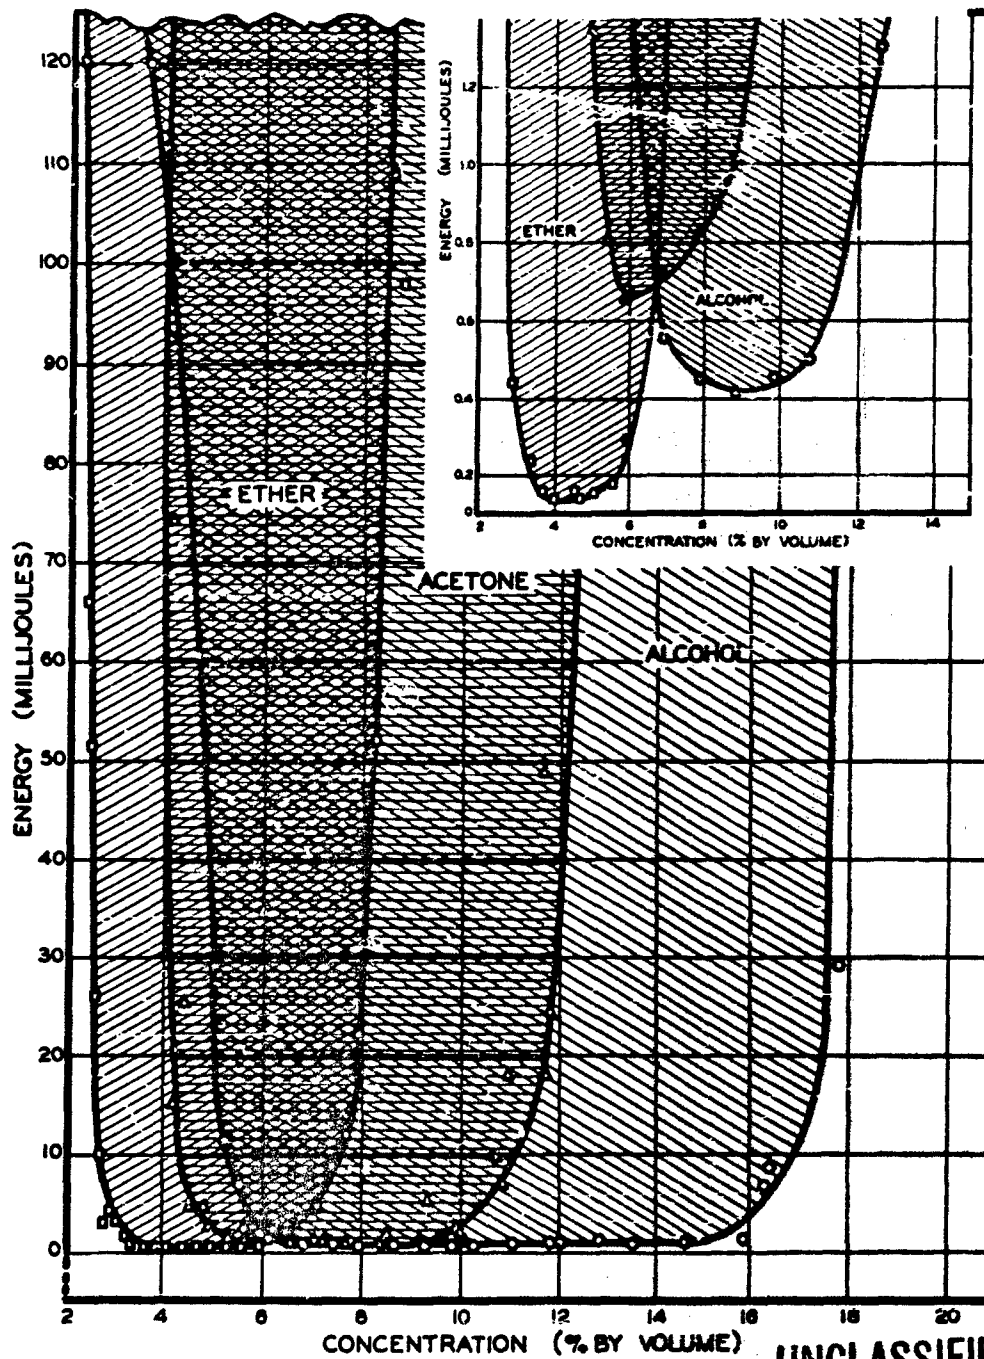 120
110
100
90
80
70
60
50
40
30
20
10
0
ENERGY (MILLIJOULES)
2 4 6 8 10 12 14 16 18 20
CONCENTRATION (% BY VOLUME)
ETHER
ACETONE
ALCOHOL
1.2
1.0
0.8
0.6
0.4
0.2
0
ENERGY (MILLIJOULES)
ETHER
ALCOHOL
2 4 6 8 10 12 14
CONCENTRATION (% BY VOLUME)